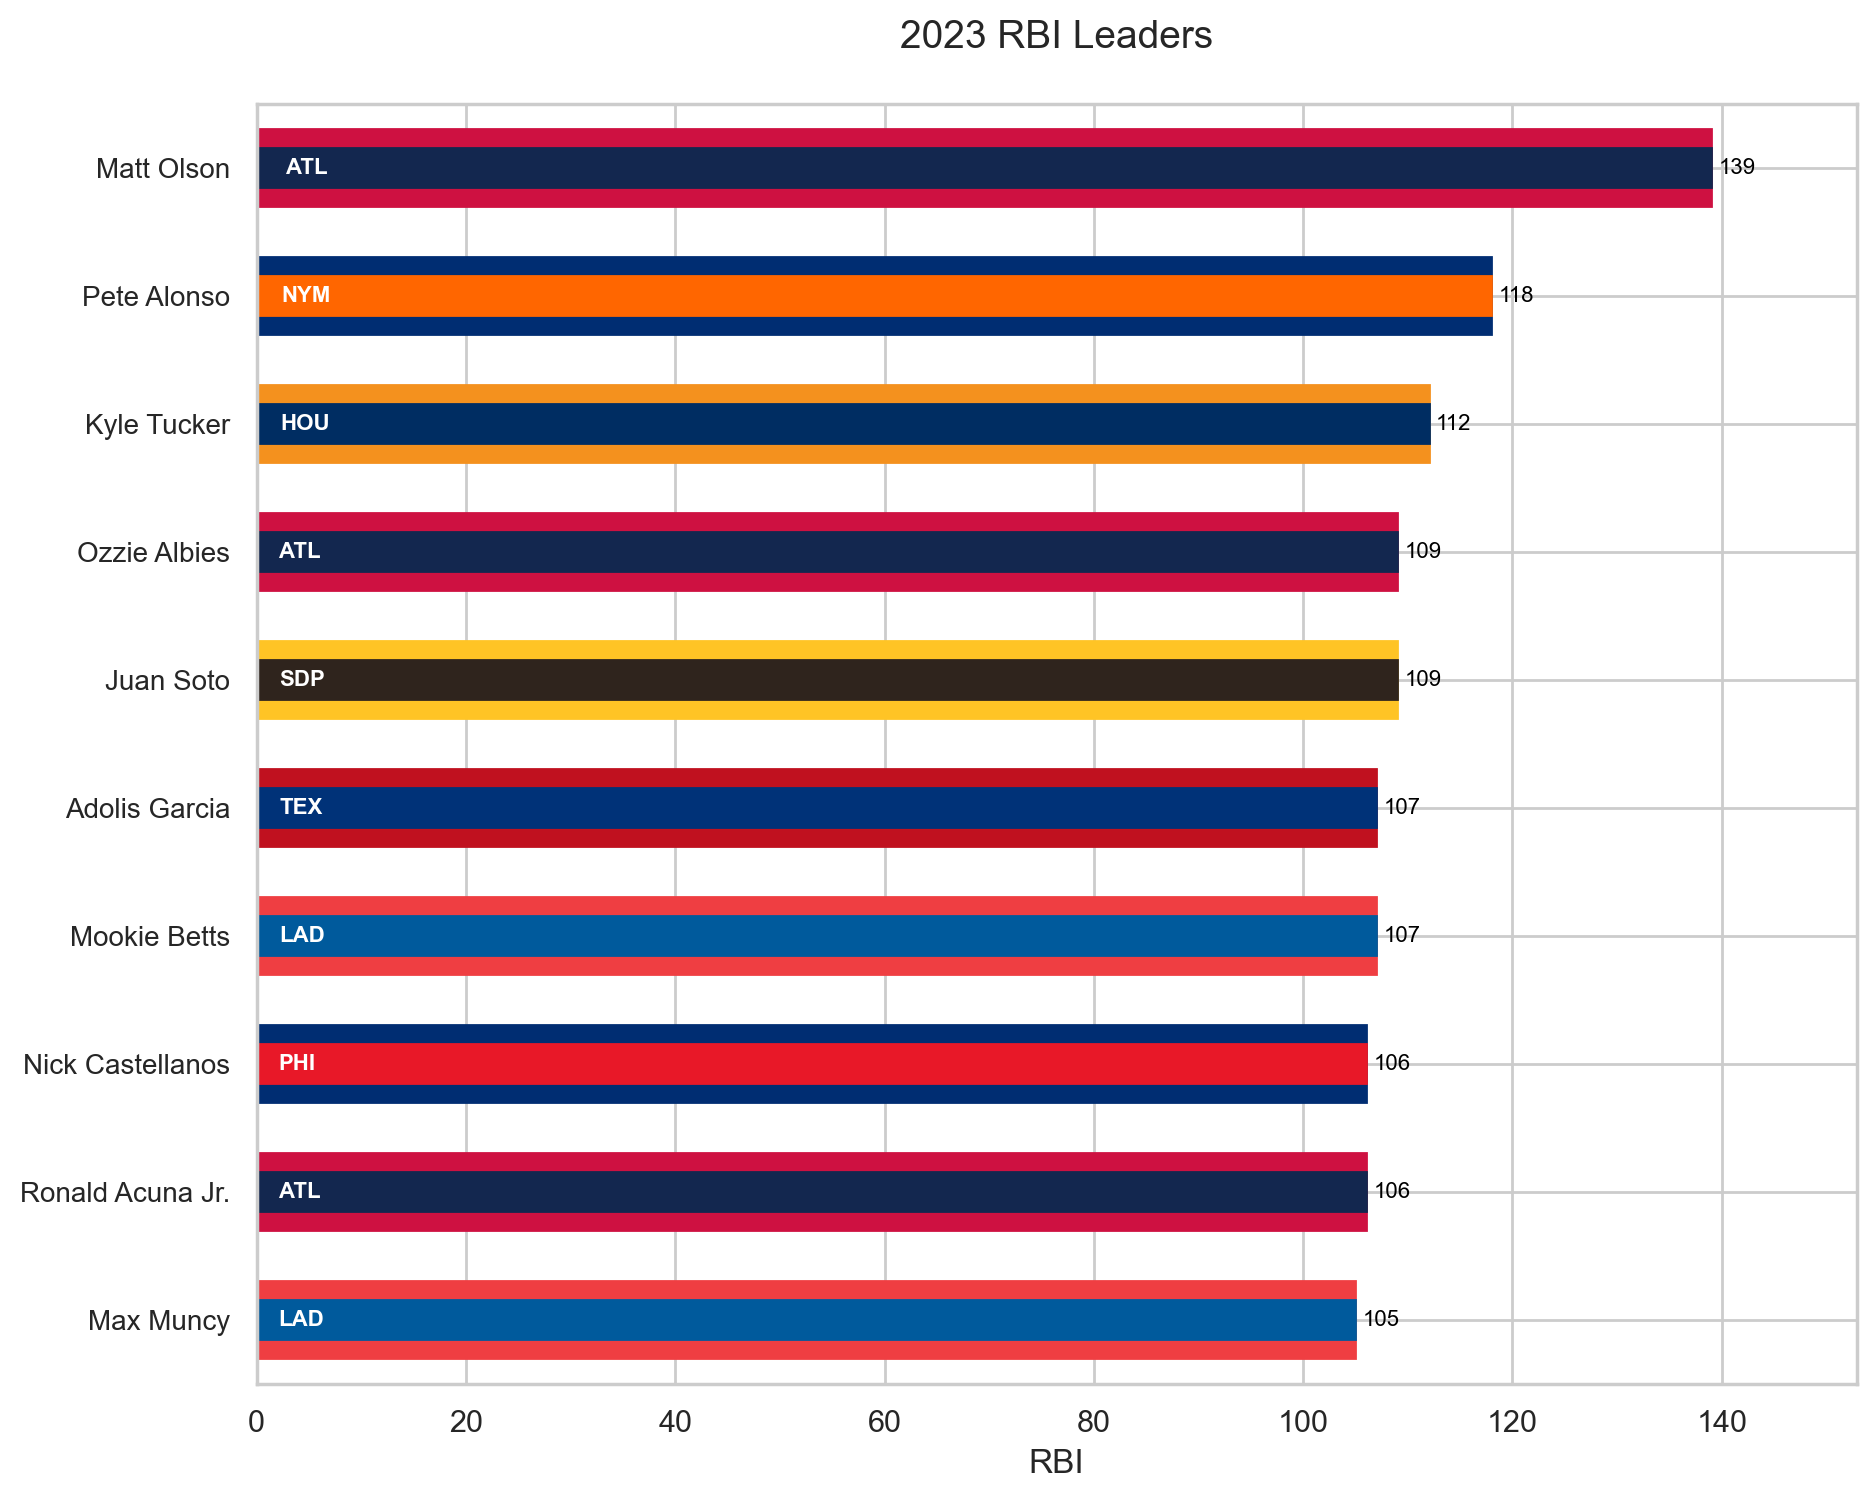 2023 RBI Leaders
Matt Olson ATL 139
Pete Alonso NYM 118
Kyle Tucker HOU 112
Ozzie Albies ATL 109
Juan Soto SDP 109
Adolis Garcia TEX 107
Mookie Betts LAD 107
Nick Castellanos PHI 106
Ronald Acuna Jr. ATL 106
Max Muncy LAD 105
0 20 40 60 80 100 120 140
RBI